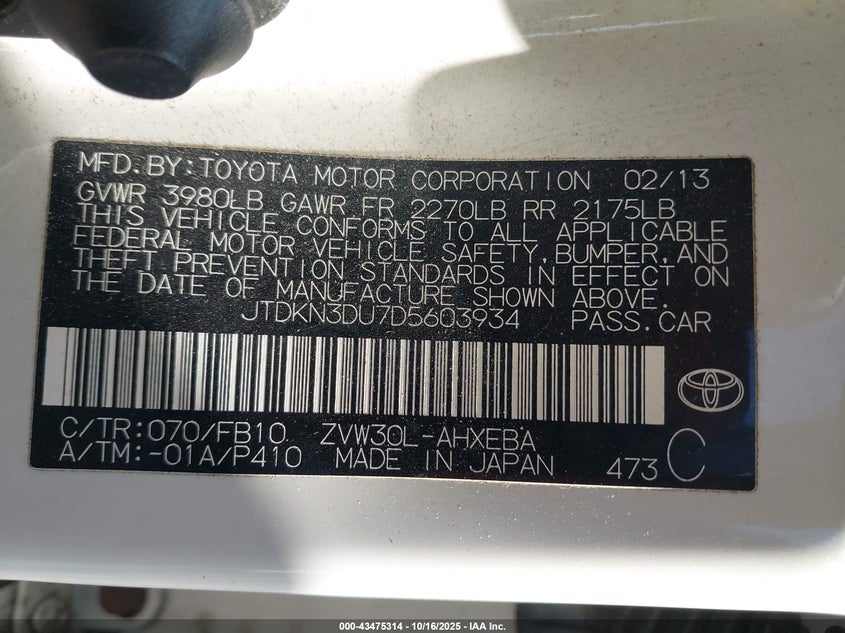 MFD.BY:TOYOTA MOTOR CORPORATION 02/13
GVWR 3980LB GAWR FR 2270LB RR 2175LB
THIS VEHICLE CONFORMS TO ALL APPLICABLE
FEDERAL MOTOR VEHICLE SAFETY,BUMPER,AND
THEFT PREVENTION STANDARDS IN EFFECT ON
THE DATE OF MANUFACTURE SHOWN ABOVE.
JTDKN3DU7D5603934 PASS.CAR
C/TR:070/FB10 ZVW30L-AHXEBA
A/TM:-01A/P410 MADE IN JAPAN 473 C
000-43475314 | 10/16/2025 - IAA Inc.